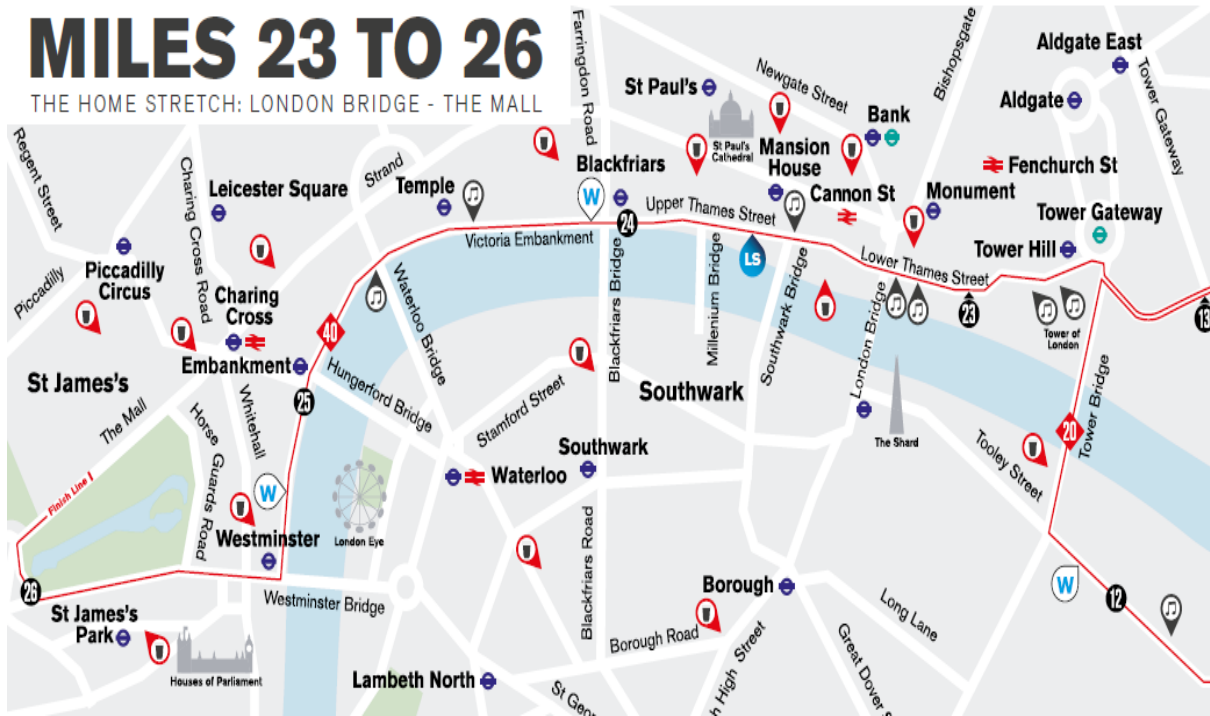 MILES 23 TO 26
THE HOME STRETCH: LONDON BRIDGE - THE MALL
Farringdon Road
Bishopsgate
Aldgate East
Tower Gateway
St Paul's
Newgate Street
Aldgate
Bank
St Paul's
Cathedral
Mansion
House
Fenchurch St
Regent Street
Charing Cross Road
Strand
Leicester Square
Temple
Blackfriars
W
Cannon St
Monument
Upper Thames Street
24
Victoria Embankment
Tower Gateway
Tower Hill
Lower Thames Street
LS
Piccadilly
Piccadilly
Circus
Charing
Cross
40
Waterloo Bridge
Blackfriars Bridge
Millenium Bridge
Southwark Bridge
London Bridge
23
13
Tower of
London
Embankment
Hungerford Bridge
St James's
25
The Mall
Horse Guards Road
Whitehall
Stamford Street
Southwark
The Shard
Tower Bridge
20
Tooley Street
Finish Line
W
Waterloo
Southwark
Westminster
London Eye
Blackfriars Road
26
Westminster Bridge
St James's
Park
Houses of Parliament
Borough
W
12
Long Lane
Borough Road
h High Street
Great Dover S
Lambeth North
St Geor